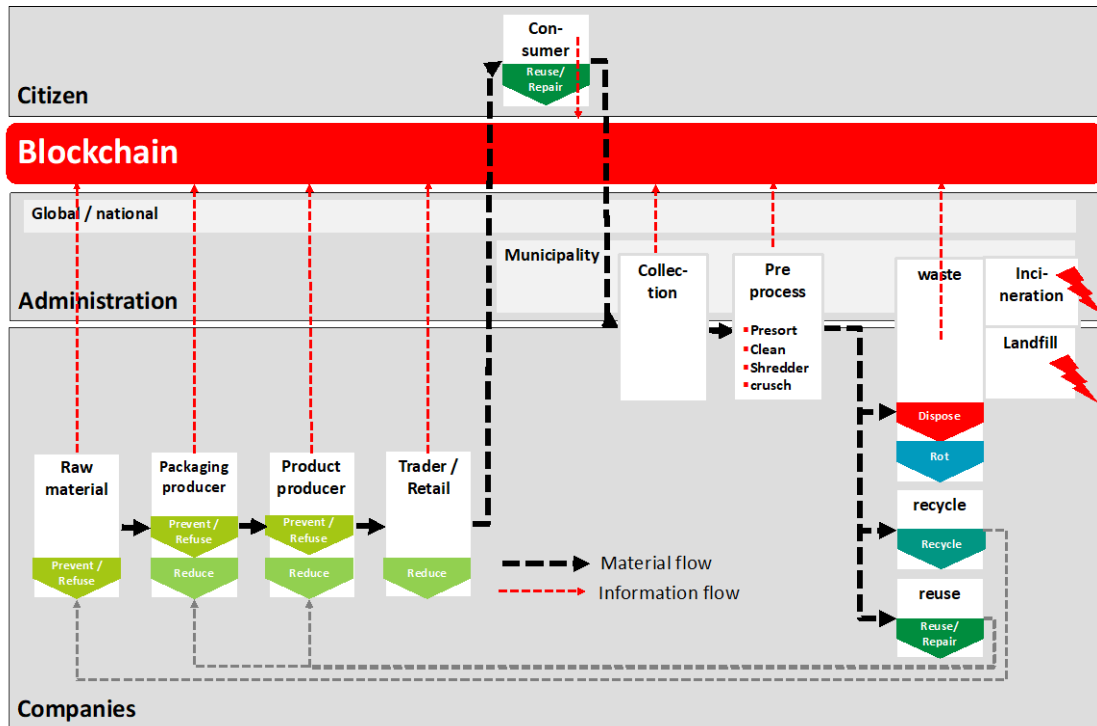 Con-
sumer
Reuse/
Repair
Citizen
Blockchain
Global / national
Municipality
Administration
Collec-
tion
Pre
process
Presort
Clean
Shredder
crusch
waste
Inci-
neration
Landfill
Dispose
Rot
Raw
material
Prevent /
Refuse
Packaging
producer
Prevent /
Refuse
Reduce
Product
producer
Prevent /
Refuse
Reduce
Trader /
Retail
Reduce
recycle
Recycle
reuse
Reuse/
Repair
Material flow
Information flow
Companies